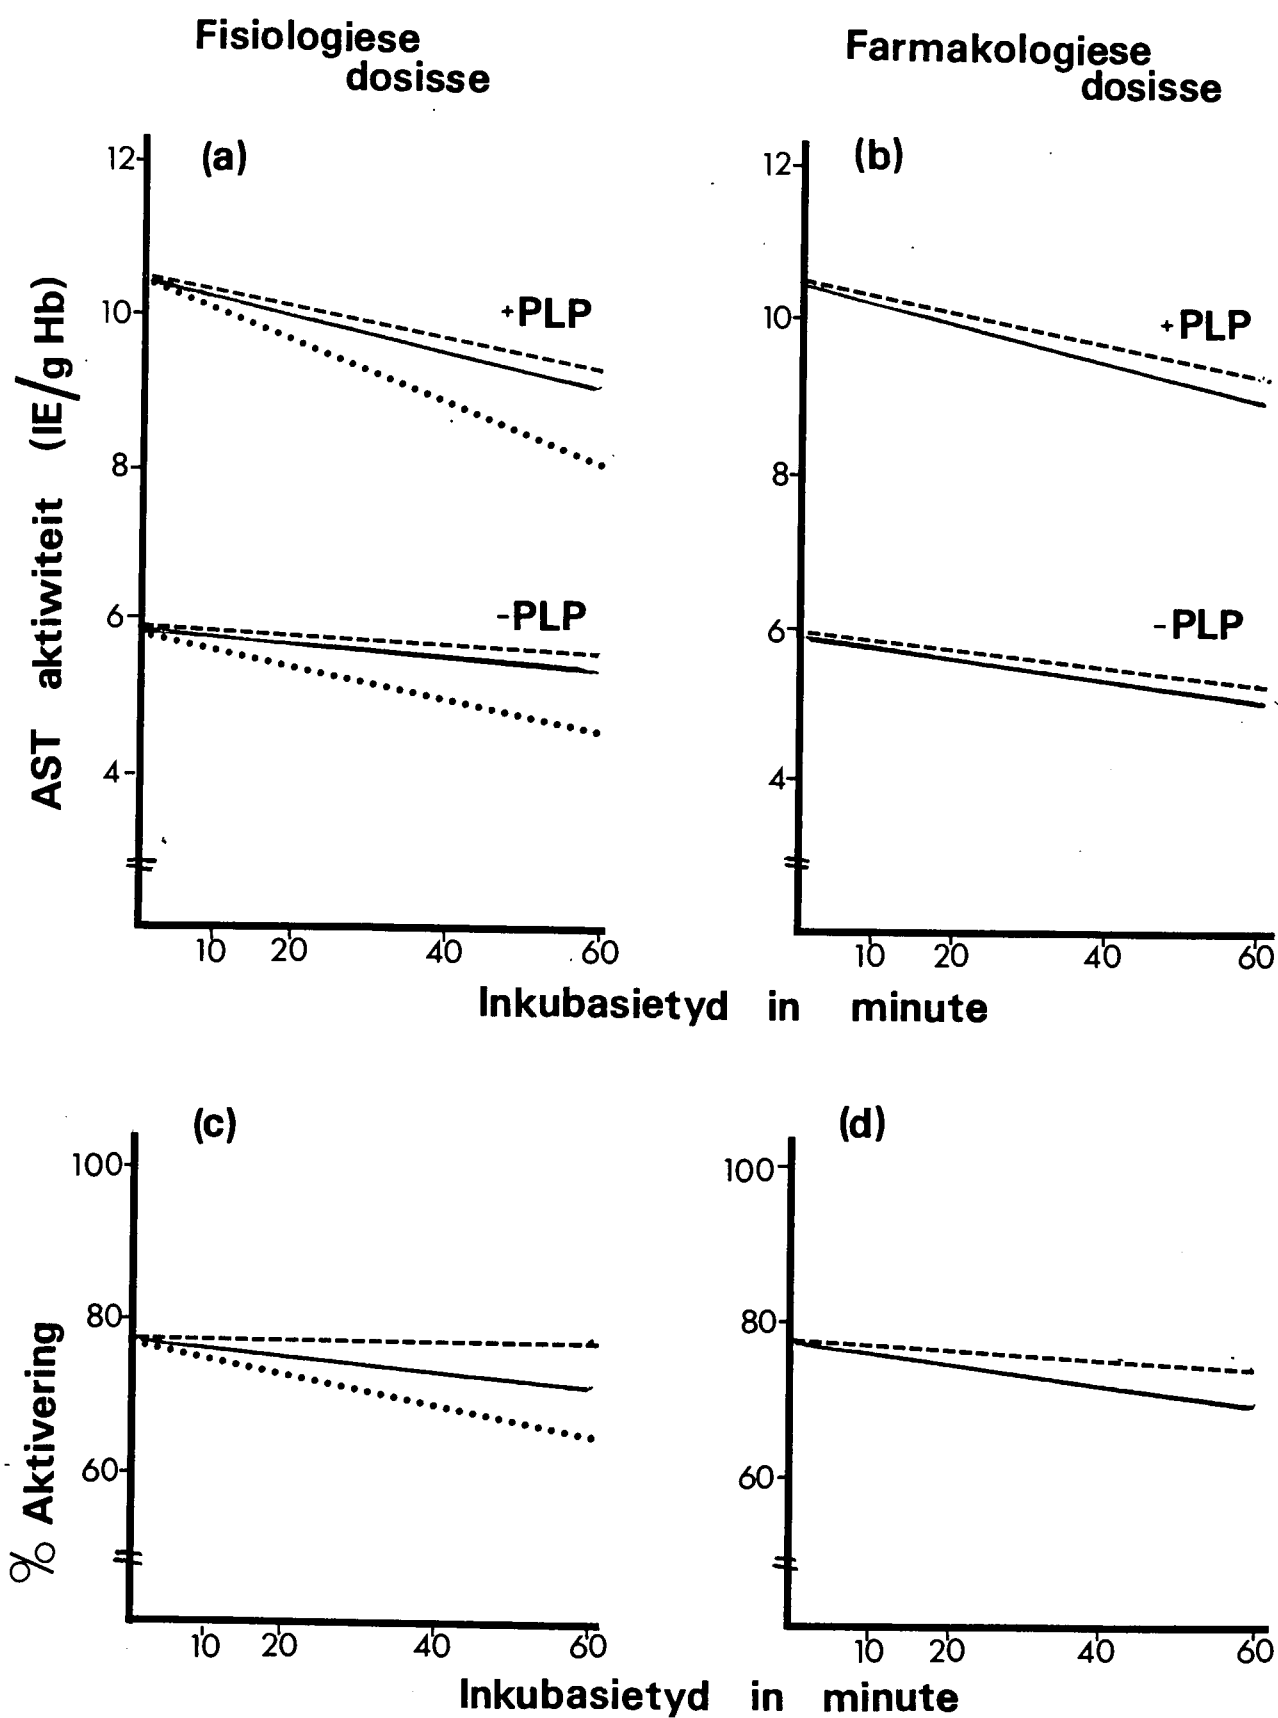 Fisiologiese
dosisse
Farmakologiese
dosisse
(a)
12
10
8
6
4
+PLP
-PLP
10 20 40 60
AST aktiwiteit (IE/g Hb)
(b)
12
10
8
6
4
+PLP
-PLP
10 20 40 60
Inkubasietyd in minute
(c)
100
80
60
10 20 40 60
% Aktivering
(d)
100
80
60
10 20 40 60
Inkubasietyd in minute